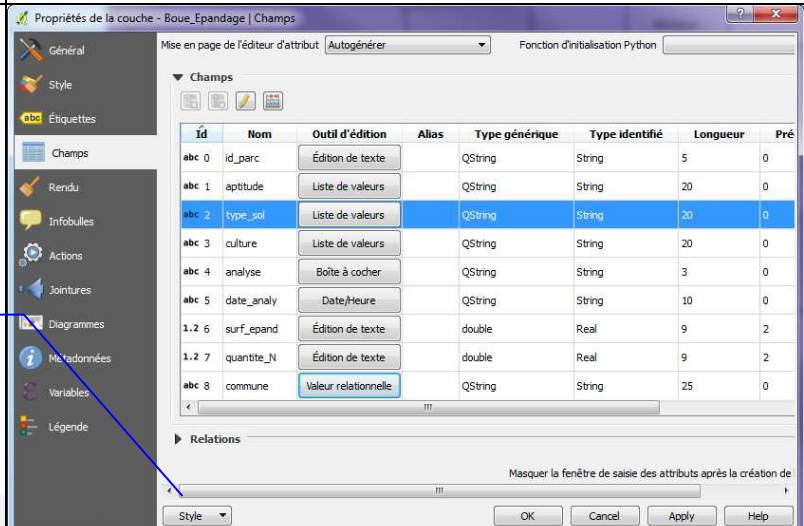 Propriétés de la couche - Boue_Epandage | Champs
Général
Style
abc Étiquettes
Champs
Rendu
Infobulles
Actions
Jointures
Diagrammes
Métadonnées
Variables
Légende
Mise en page de l'éditeur d'attribut Autogénérer Fonction d'initialisation Python
Champs
Id Nom Outil d'édition Alias Type générique Type identifié Longueur Pré
abc 0 id_parc Édition de texte QString String 5 0
abc 1 aptitude Liste de valeurs QString String 20 0
abc 2 type_sol Liste de valeurs QString String 20 0
abc 3 culture Liste de valeurs QString String 20 0
abc 4 analyse Boîte à cocher QString String 3 0
abc 5 date_analy Date/Heure QString String 10 0
1.2 6 surf_epand Édition de texte double Real 9 2
1.2 7 quantite_N Édition de texte double Real 9 2
abc 8 commune Valeur relationnelle QString String 25 0
Relations
Masquer la fenêtre de saisie des attributs après la création de
Style OK Cancel Apply Help